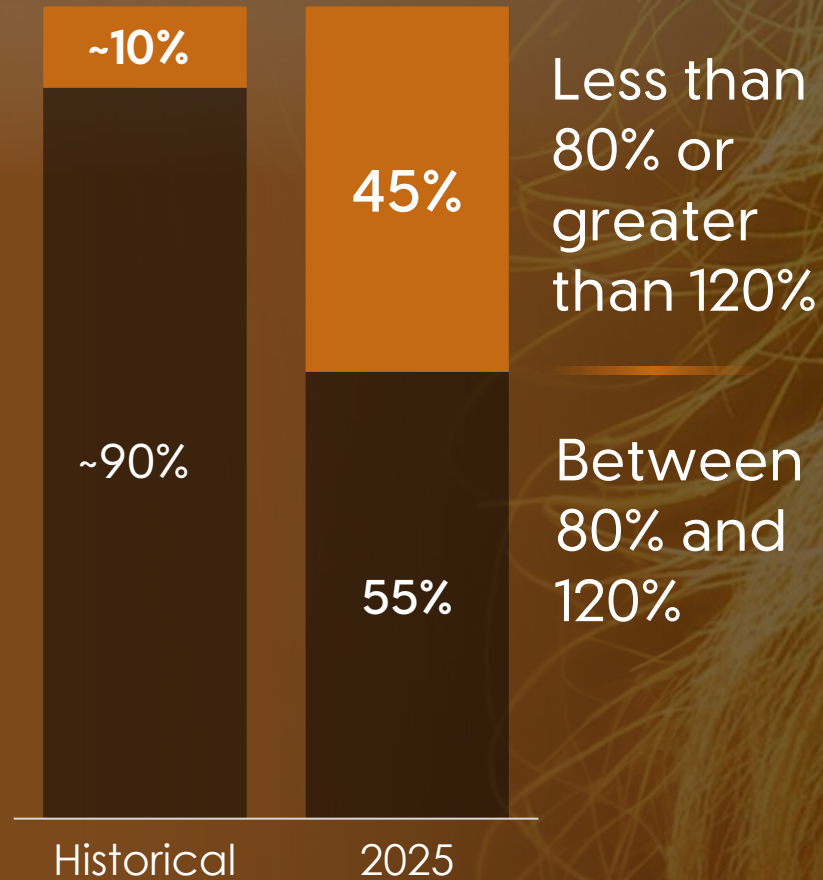 ~10%
45%
Less than
80% or
greater
than 120%
~90%
55%
Between
80% and
120%
Historical
2025